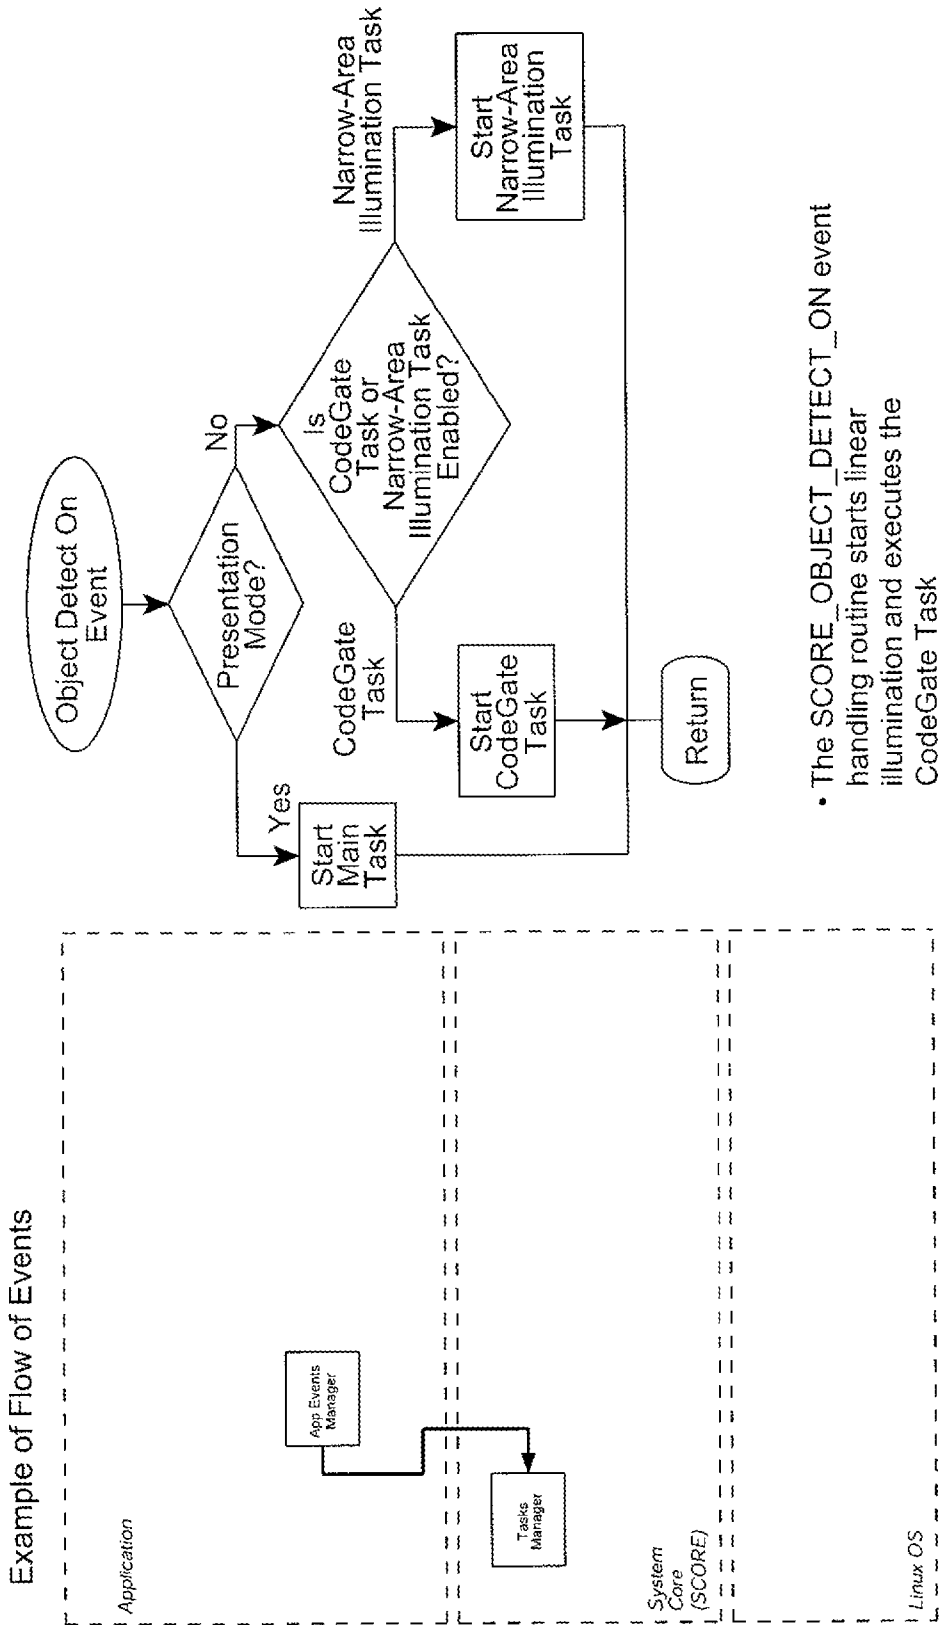 Example of Flow of Events
Application
App Events
Manager
Tasks
Manager
System
Core
(SCORE)
Linux OS
Object Detect On
Event
Presentation
Mode?
Yes
No
Start
Main
Task
Is
CodeGate
Task or
Narrow-Area
Illumination Task
Enabled?
CodeGate
Task
Narrow-Area
Illumination Task
Start
CodeGate
Task
Start
Narrow-Area
Illumination
Task
Return
• The SCORE_OBJECT_DETECT_ON event
handling routine starts linear
illumination and executes the
CodeGate Task